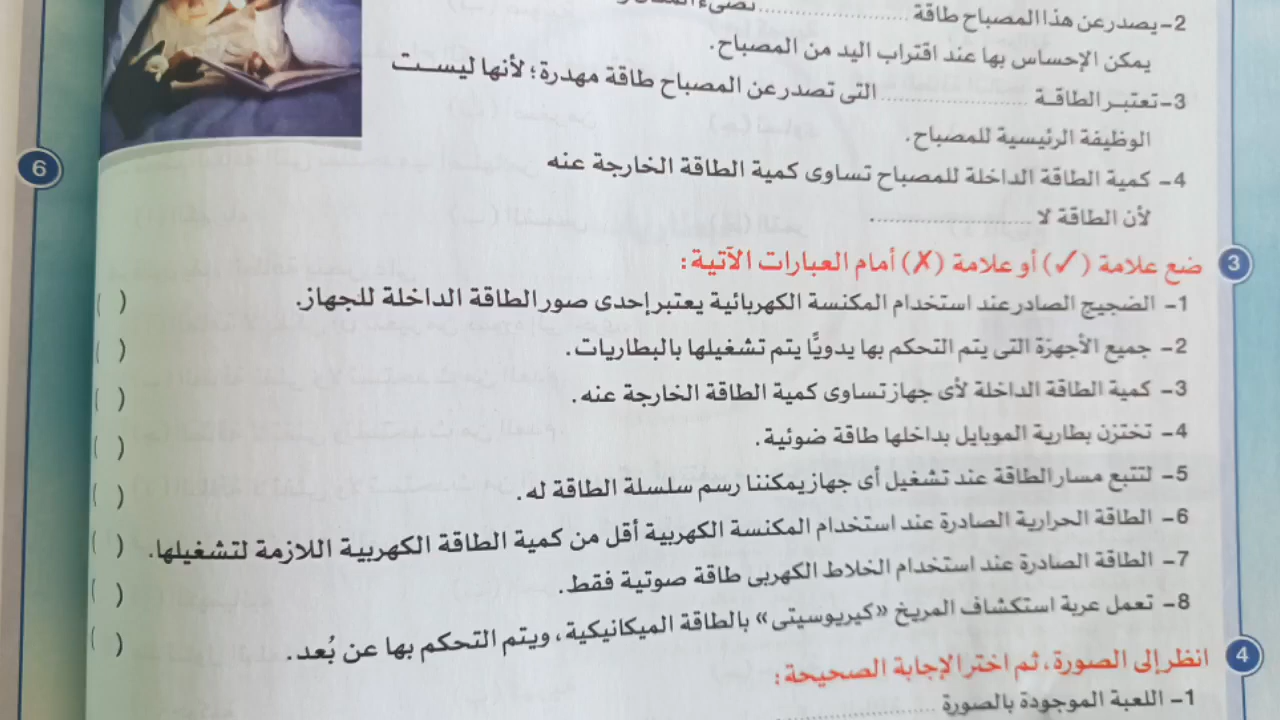 2- يصدر عن هذا المصباح طاقة ....................
يمكن الإحساس بها عند اقتراب اليد من المصباح.
3- تعتبر الطاقة .................... التى تصدر عن المصباح طاقة مهدرة؛ لأنها ليست
الوظيفة الرئيسية للمصباح.
6
4- كمية الطاقة الداخلة للمصباح تساوى كمية الطاقة الخارجة عنه
لأن الطاقة لا .....................
3 ضع علامة (✓) أو علامة (✗) أمام العبارات الآتية:
1- الضجيج الصادر عند استخدام المكنسة الكهربائية يعتبر إحدى صور الطاقة الداخلة للجهاز. ( )
2- جميع الأجهزة التى يتم التحكم بها يدويًّا يتم تشغيلها بالبطاريات. ( )
3- كمية الطاقة الداخلة لأى جهاز تساوى كمية الطاقة الخارجة عنه. ( )
4- تختزن بطارية الموبايل بداخلها طاقة ضوئية. ( )
5- لتتبع مسار الطاقة عند تشغيل أى جهاز يمكننا رسم سلسلة الطاقة له. ( )
6- الطاقة الحرارية الصادرة عند استخدام المكنسة الكهربية أقل من كمية الطاقة الكهربية اللازمة لتشغيلها. ( )
7- الطاقة الصادرة عند استخدام الخلاط الكهربى طاقة صوتية فقط. ( )
8- تعمل عربة استكشاف المريخ «كيريوسيتى» بالطاقة الميكانيكية، ويتم التحكم بها عن بُعد. ( )
4 انظر إلى الصورة، ثم اختر الإجابة الصحيحة:
1- اللعبة الموجودة بالصورة ....................